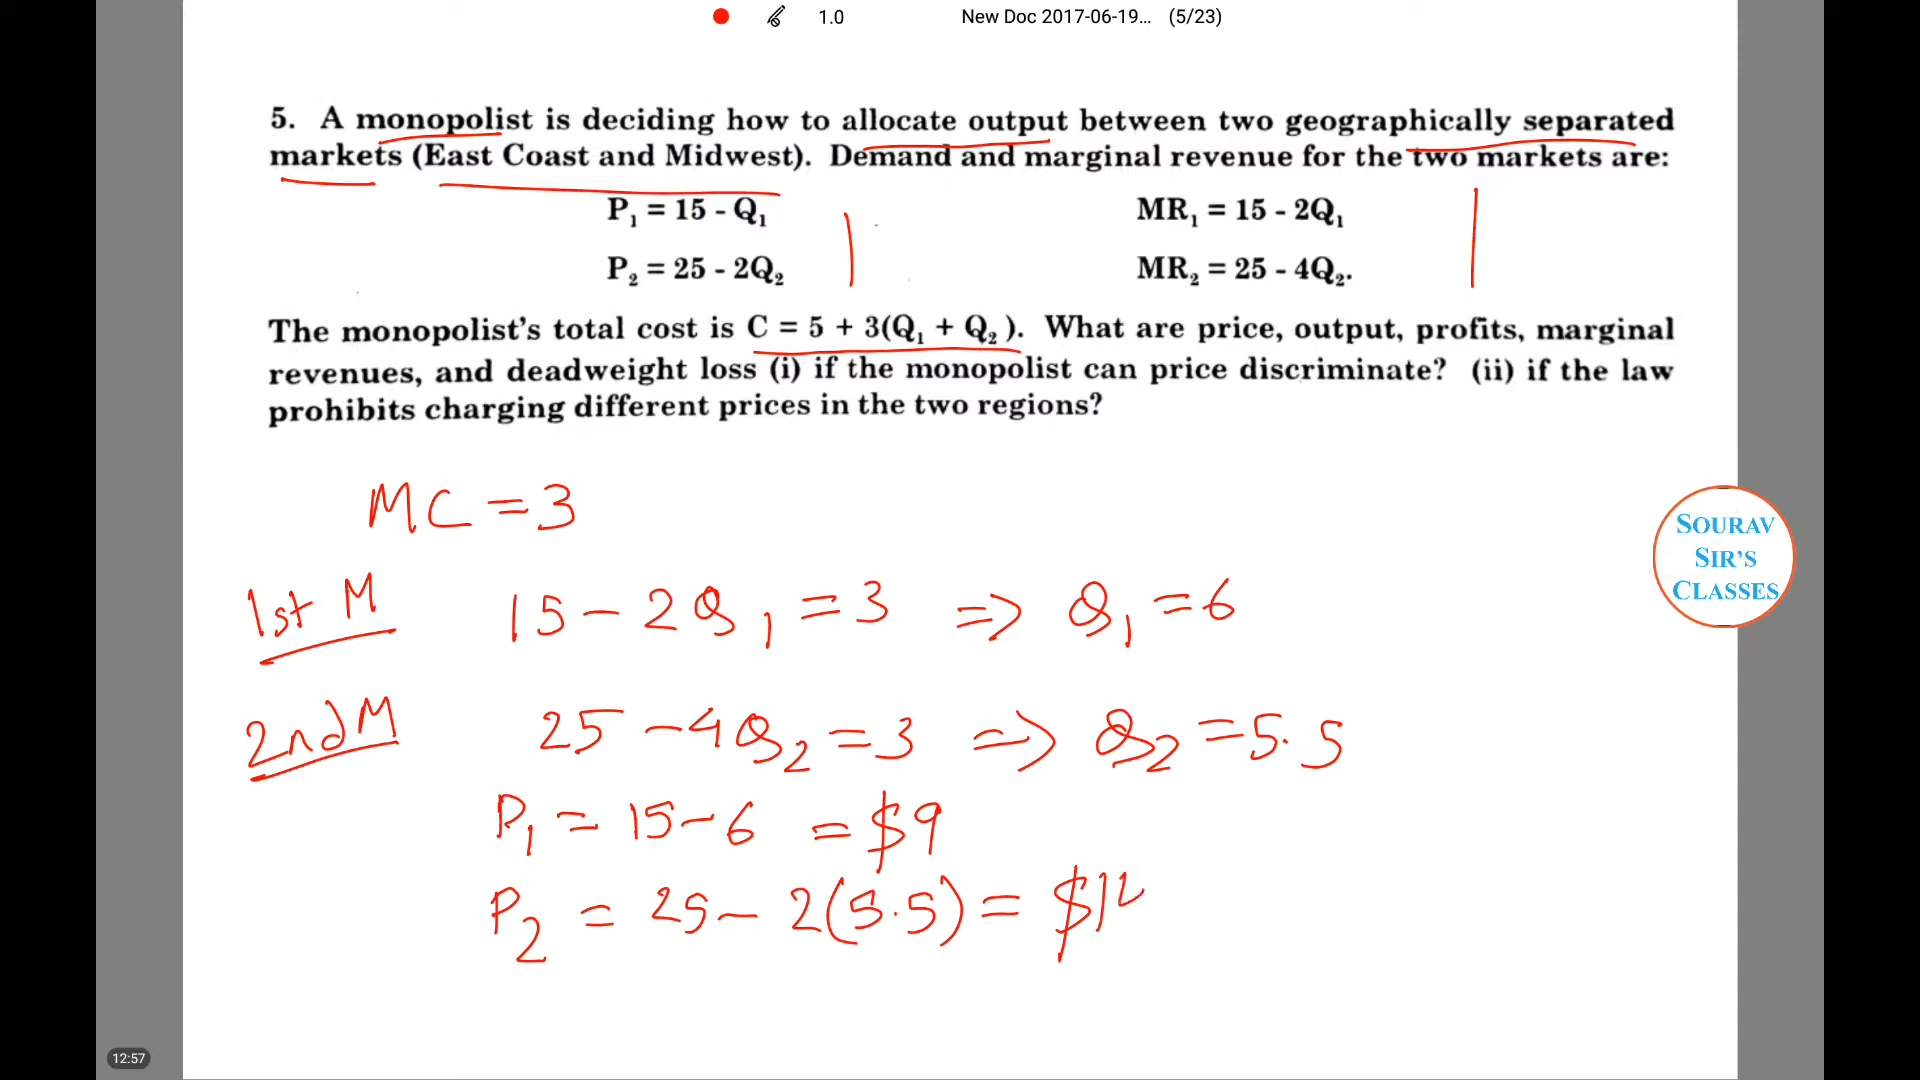 1.0 New Doc 2017-06-19... (5/23)
5. A monopolist is deciding how to allocate output between two geographically separated
markets (East Coast and Midwest). Demand and marginal revenue for the two markets are:
P₁ = 15 - Q₁ MR₁ = 15 - 2Q₁
P₂ = 25 - 2Q₂ MR₂ = 25 - 4Q₂.
The monopolist's total cost is C = 5 + 3(Q₁ + Q₂ ). What are price, output, profits, marginal
revenues, and deadweight loss (i) if the monopolist can price discriminate? (ii) if the law
prohibits charging different prices in the two regions?
MC = 3
1st M 15 - 2Q₁ = 3 => Q₁ = 6
2nd M 25 - 4Q₂ = 3 => Q₂ = 5.5
P₁ = 15 - 6 = $9
P₂ = 25 - 2(5.5) = $
SOURAV
SIR'S
CLASSES
12:57